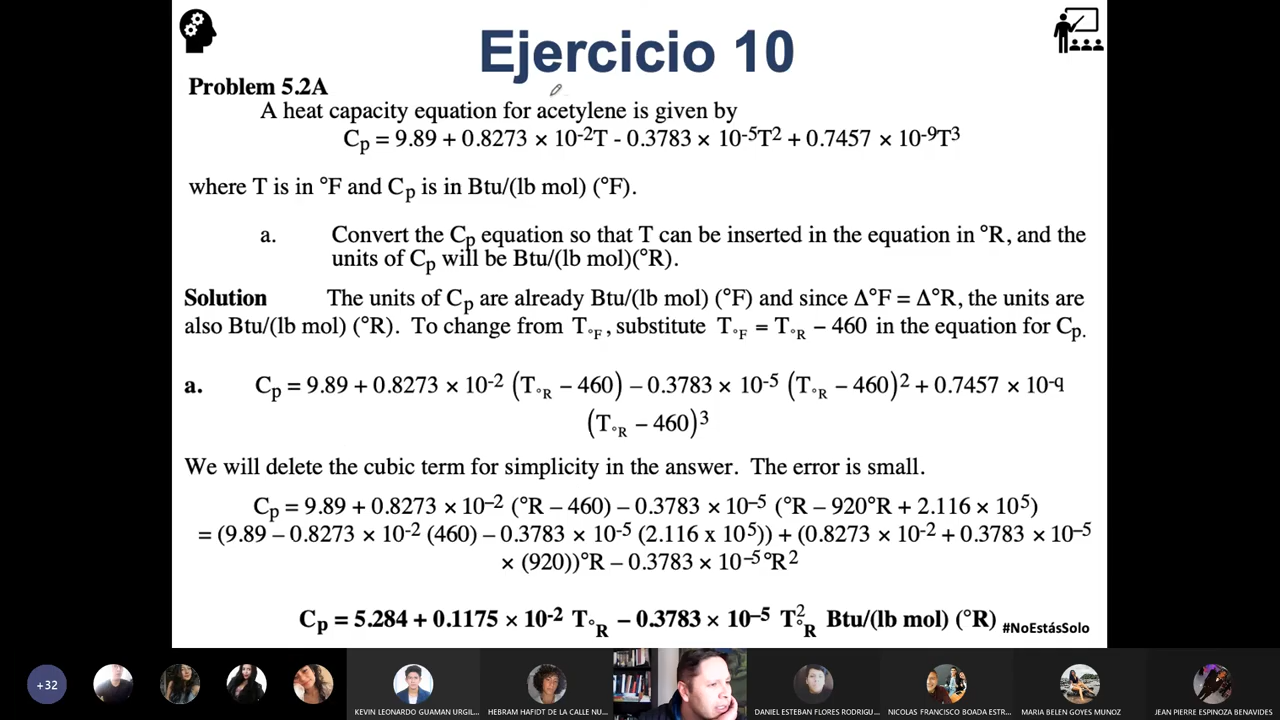 Ejercicio 10
Problem 5.2A
A heat capacity equation for acetylene is given by
Cp = 9.89 + 0.8273 × 10-2T - 0.3783 × 10-5T2 + 0.7457 × 10-9T3
where T is in °F and Cp is in Btu/(lb mol) (°F).
a. Convert the Cp equation so that T can be inserted in the equation in °R, and the
units of Cp will be Btu/(lb mol)(°R).
Solution The units of Cp are already Btu/(lb mol) (°F) and since Δ°F = Δ°R, the units are
also Btu/(lb mol) (°R). To change from T°F, substitute T°F = T°R – 460 in the equation for Cp.
a. Cp = 9.89 + 0.8273 × 10-2 (T°R – 460) – 0.3783 × 10-5 (T°R – 460)2 + 0.7457 × 10-q
(T°R – 460)3
We will delete the cubic term for simplicity in the answer. The error is small.
Cp = 9.89 + 0.8273 × 10–2 (°R – 460) – 0.3783 × 10–5 (°R – 920°R + 2.116 × 105)
= (9.89 – 0.8273 × 10-2 (460) – 0.3783 × 10-5 (2.116 x 105)) + (0.8273 × 10-2 + 0.3783 × 10–5
× (920))°R – 0.3783 × 10–5 °R2
Cp = 5.284 + 0.1175 × 10-2 T°R – 0.3783 × 10–5 T2°R Btu/(lb mol) (°R)
#NoEstásSolo
+32
KEVIN LEONARDO GUAMAN URGIL...
HEBRAM HAFIDT DE LA CALLE NU...
DANIEL ESTEBAN FLORES RODRIGU...
NICOLAS FRANCISCO BOADA ESTR...
MARIA BELEN GOYES MUNOZ
JEAN PIERRE ESPINOZA BENAVIDES